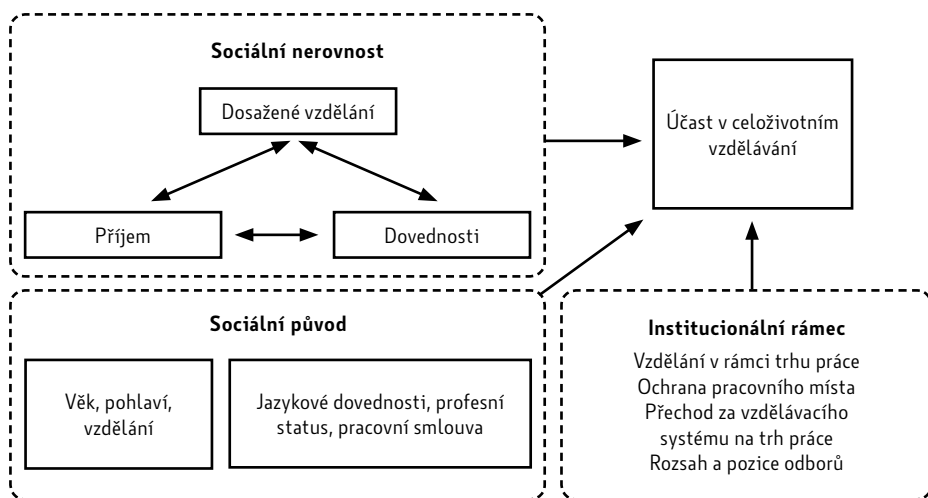 Sociální nerovnost
Dosažené vzdělání
Příjem
Dovednosti
Účast v celoživotním
vzdělávání
Sociální původ
Věk, pohlaví,
vzdělání
Jazykové dovednosti, profesní
status, pracovní smlouva
Institucionální rámec
Vzdělání v rámci trhu práce
Ochrana pracovního místa
Přechod za vzdělávacího
systému na trh práce
Rozsah a pozice odborů